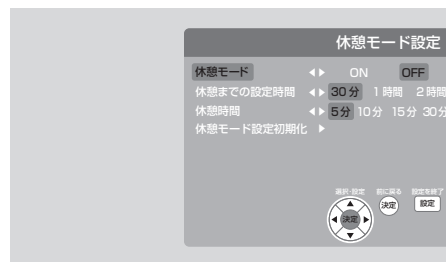 休憩モード設定
休憩モード ON OFF
休憩までの設定時間 30分 1時間 2時間
休憩時間 5分 10分 15分 30分
休憩モード設定初期化
選択・設定 前に戻る 設定を終了
決定 決定 設定